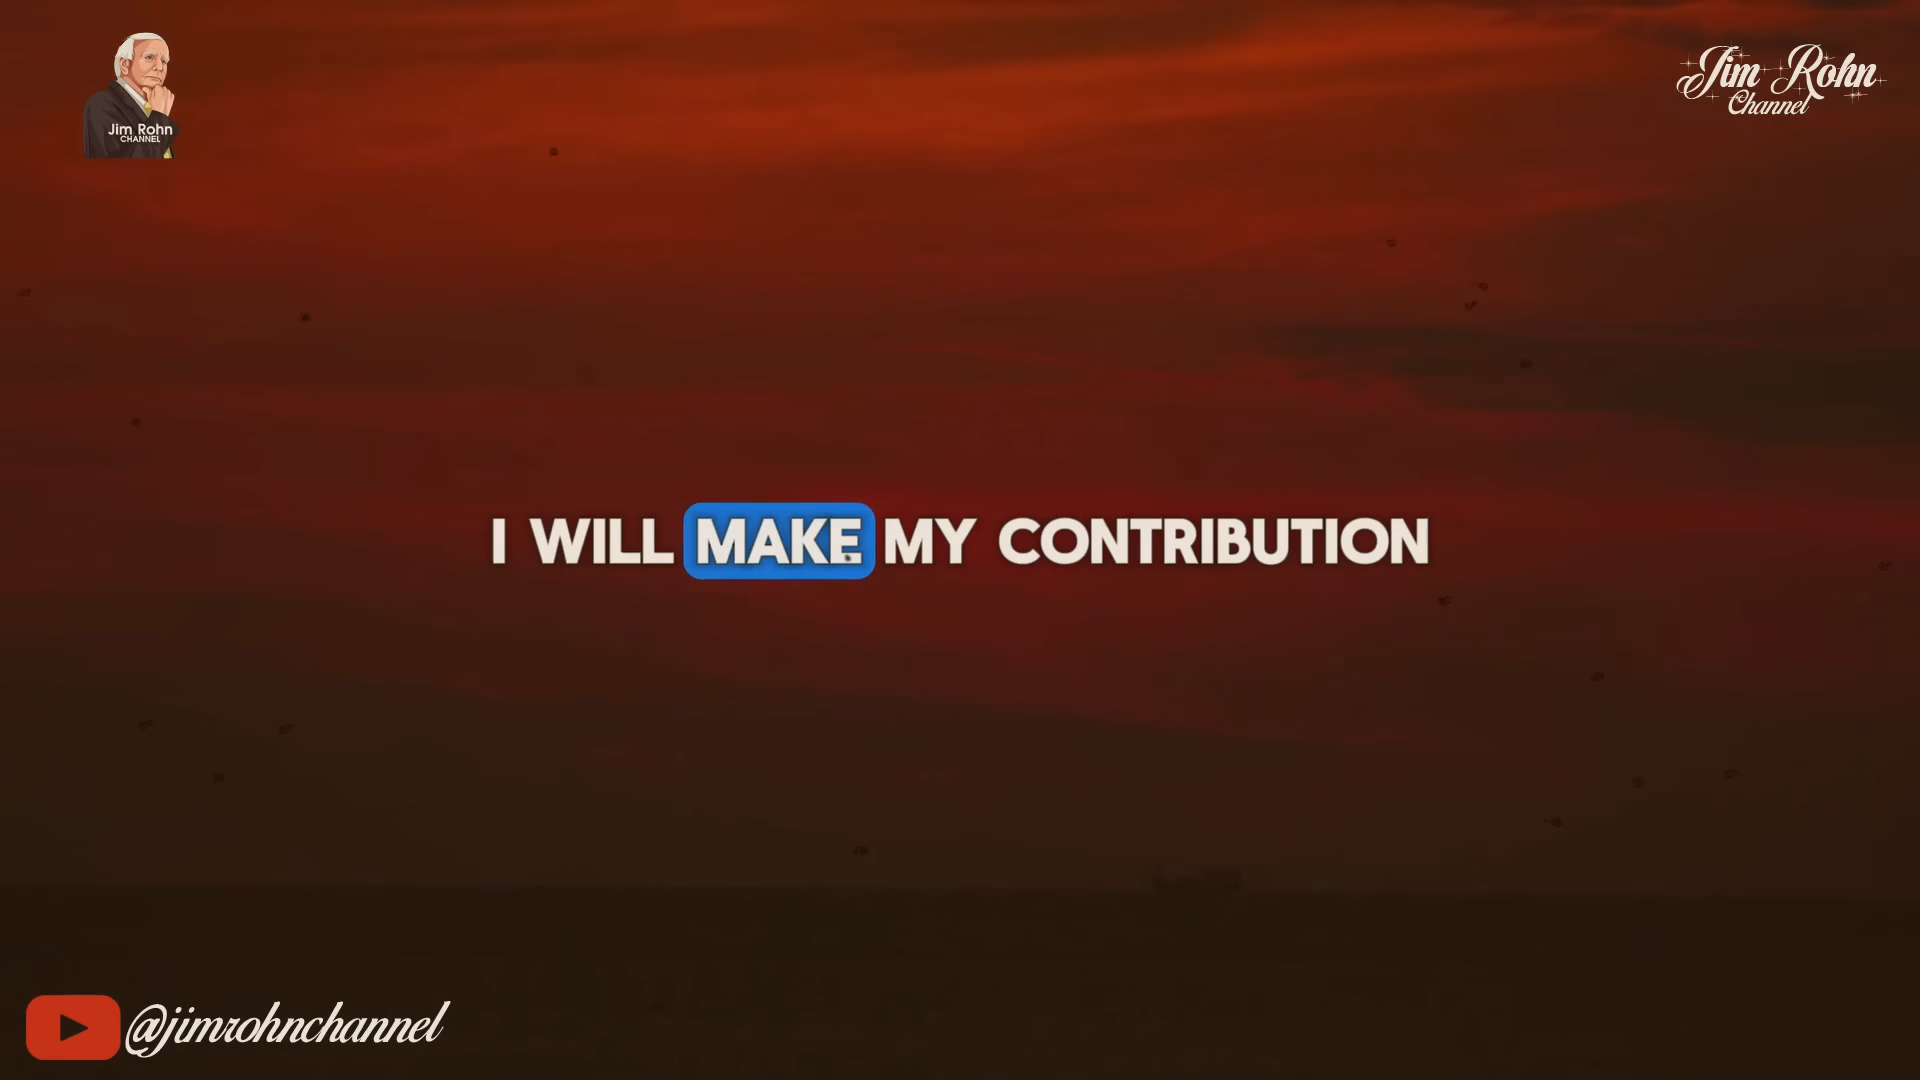 Jim Rohn
CHANNEL
Jim Rohn
Channel
I WILL MAKE MY CONTRIBUTION
@jimrohnchannel